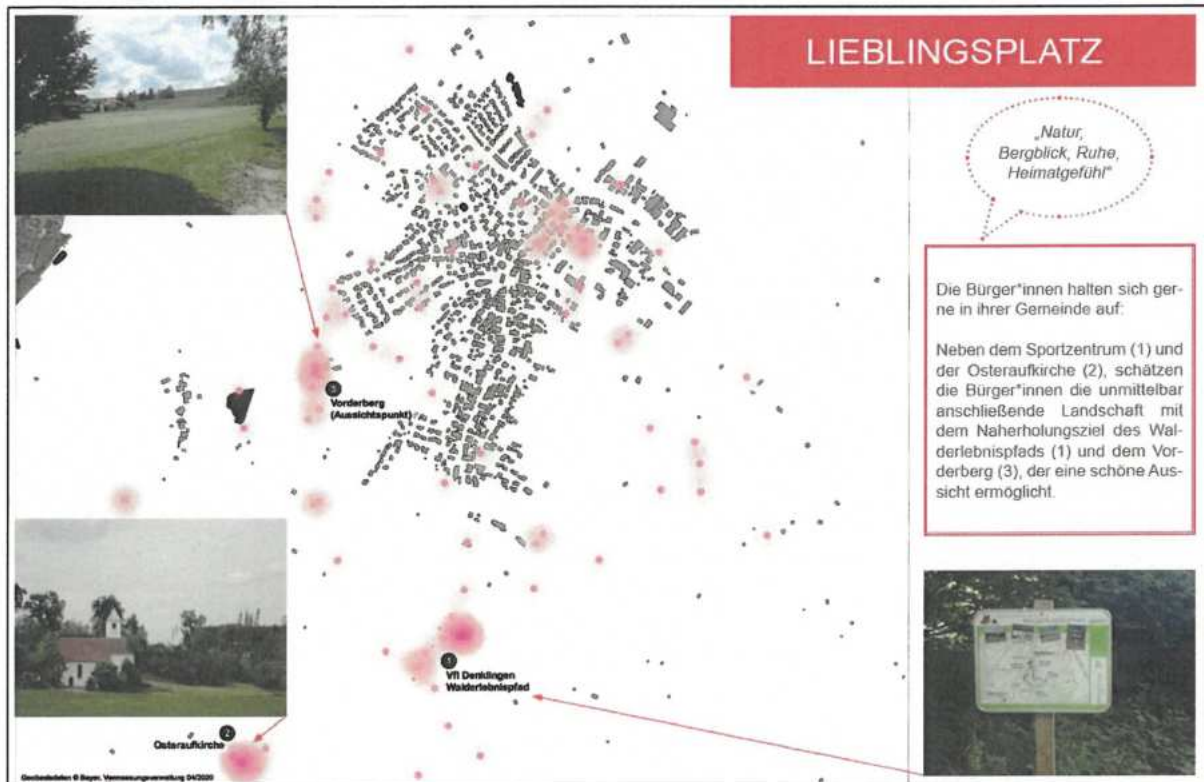 LIEBLINGSPLATZ
„Natur,
Bergblick, Ruhe,
Heimatgefühl“
Die Bürger*innen halten sich ger-
ne in ihrer Gemeinde auf:
Neben dem Sportzentrum (1) und
der Osteraufkirche (2), schätzen
die Bürger*innen die unmittelbar
anschließende Landschaft mit
dem Naherholungsziel des Wal-
derlebnispfads (1) und dem Vor-
derberg (3), der eine schöne Aus-
sicht ermöglicht.
3
Vorderberg
(Aussichtspunkt)
1
Vfl Denklingen
Walderlebnispfad
2
Osteraufkirche
Geobasisdaten © Bayer. Vermessungsverwaltung 04/2020